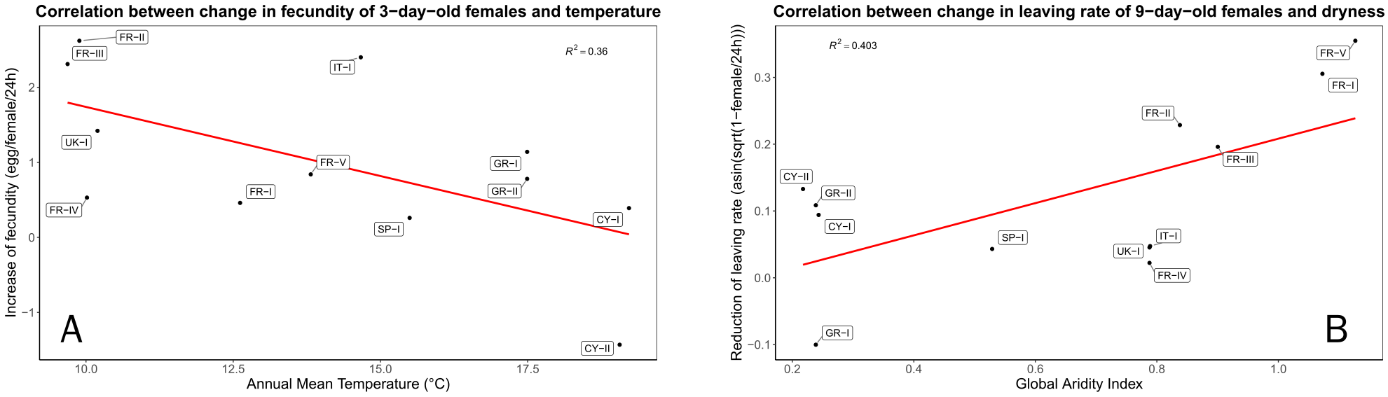 Correlation between change in fecundity of 3−day−old females and temperature
Increase of fecundity (egg/female/24h)
2
1
0
−1
FR−II
FR−III
IT−I
R² = 0.36
UK−I
FR−V
GR−I
GR−II
FR−I
FR−IV
CY−I
SP−I
CY−II
A
10.0
12.5
15.0
17.5
Annual Mean Temperature (°C)
Correlation between change in leaving rate of 9−day−old females and dryness
Reduction of leaving rate (asin(sqrt(1−female/24h)))
0.3
0.2
0.1
0.0
−0.1
R² = 0.403
FR−V
FR−I
FR−II
FR−III
CY−II
GR−II
CY−I
SP−I
IT−I
UK−I
FR−IV
GR−I
B
0.2
0.4
0.6
0.8
1.0
Global Aridity Index